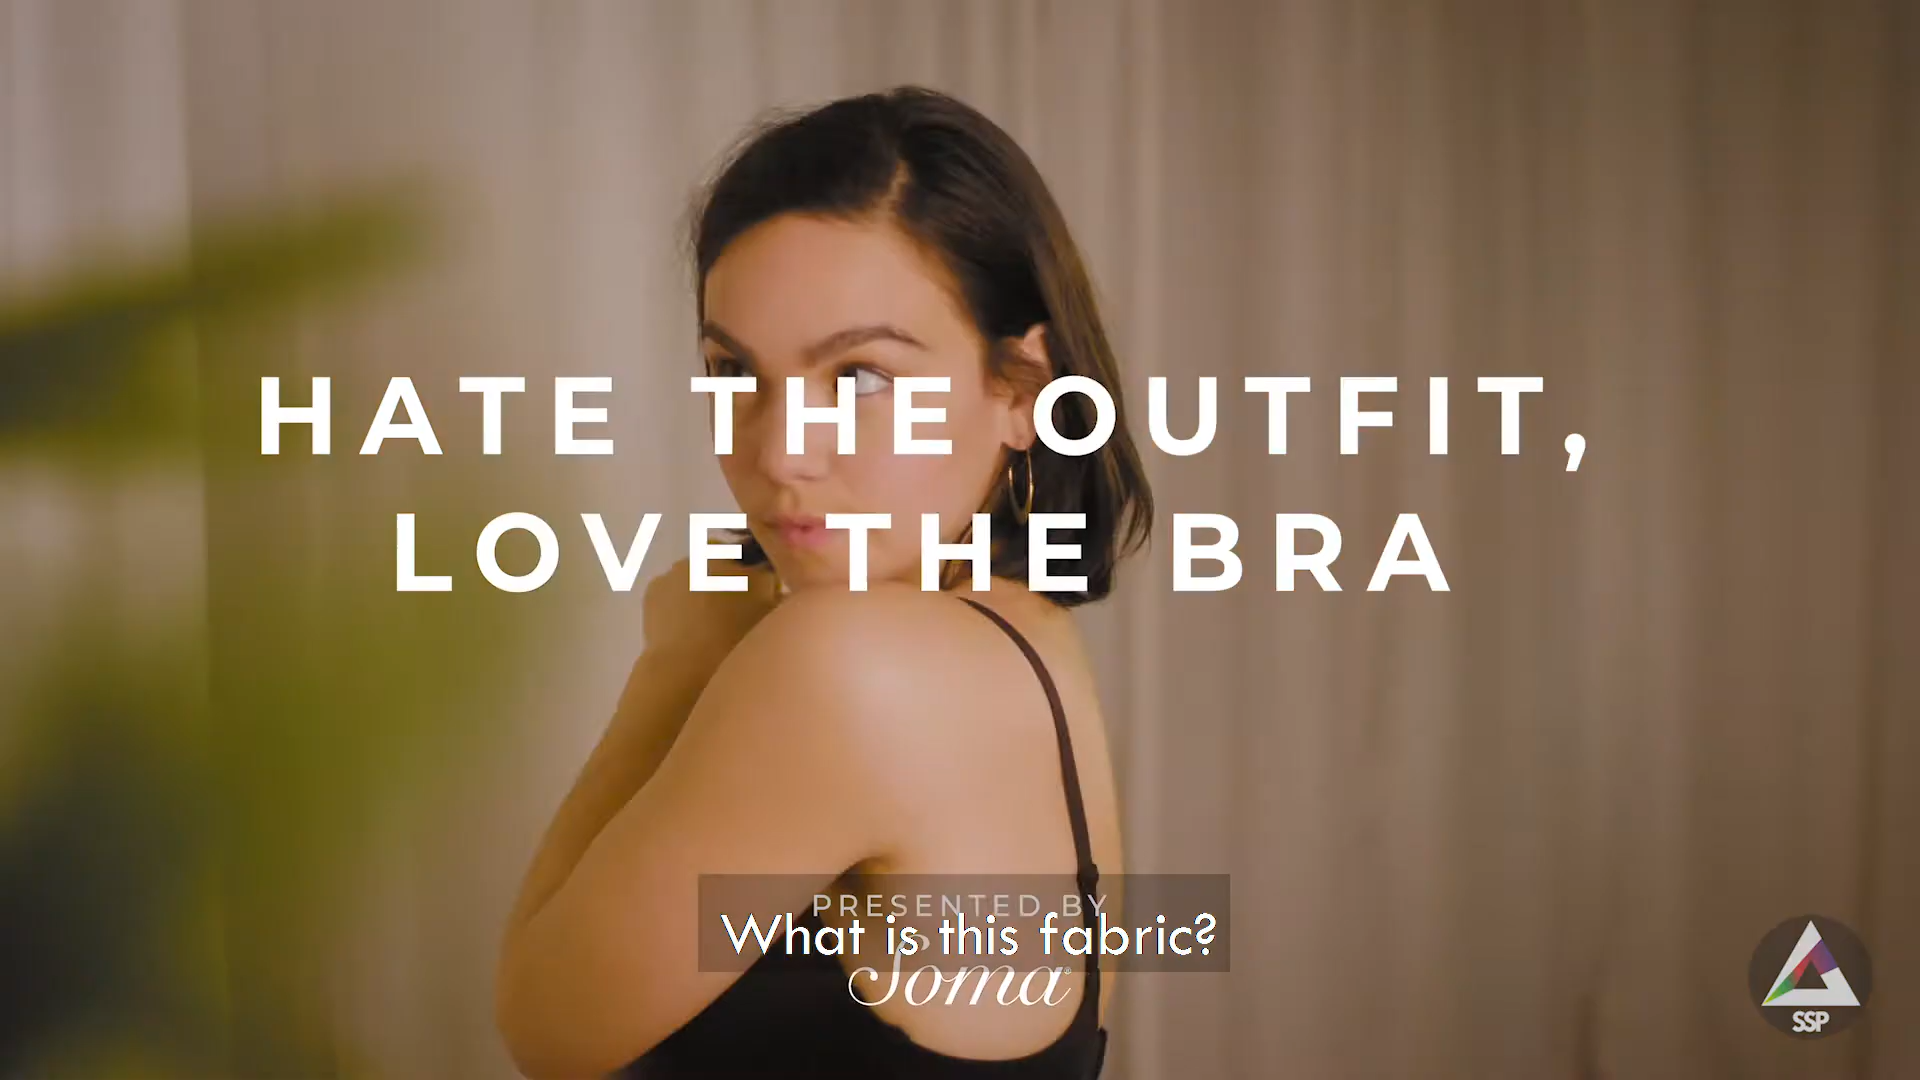 HATE THE OUTFIT,
LOVE THE BRA
PRESENTED BY
What is this fabric?
Soma®
SSP